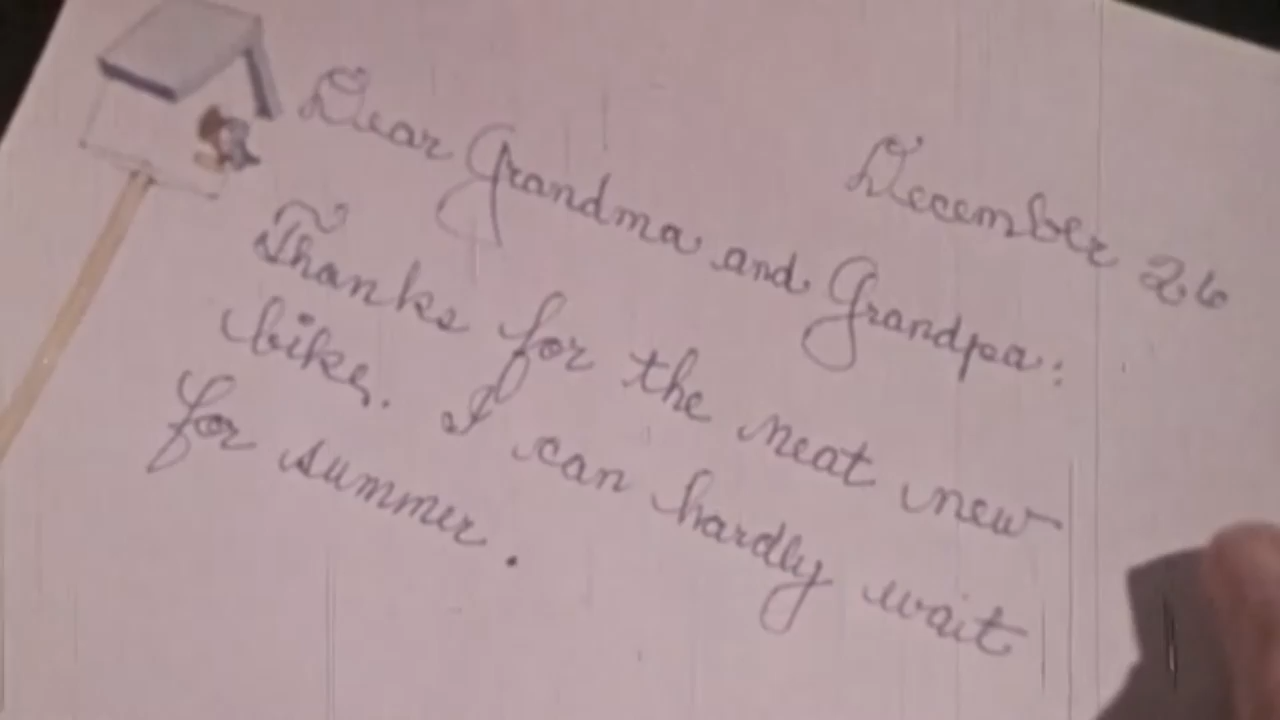 December 26
Dear Grandma and Grandpa:
Thanks for the neat new
bike. I can hardly wait
for summer.